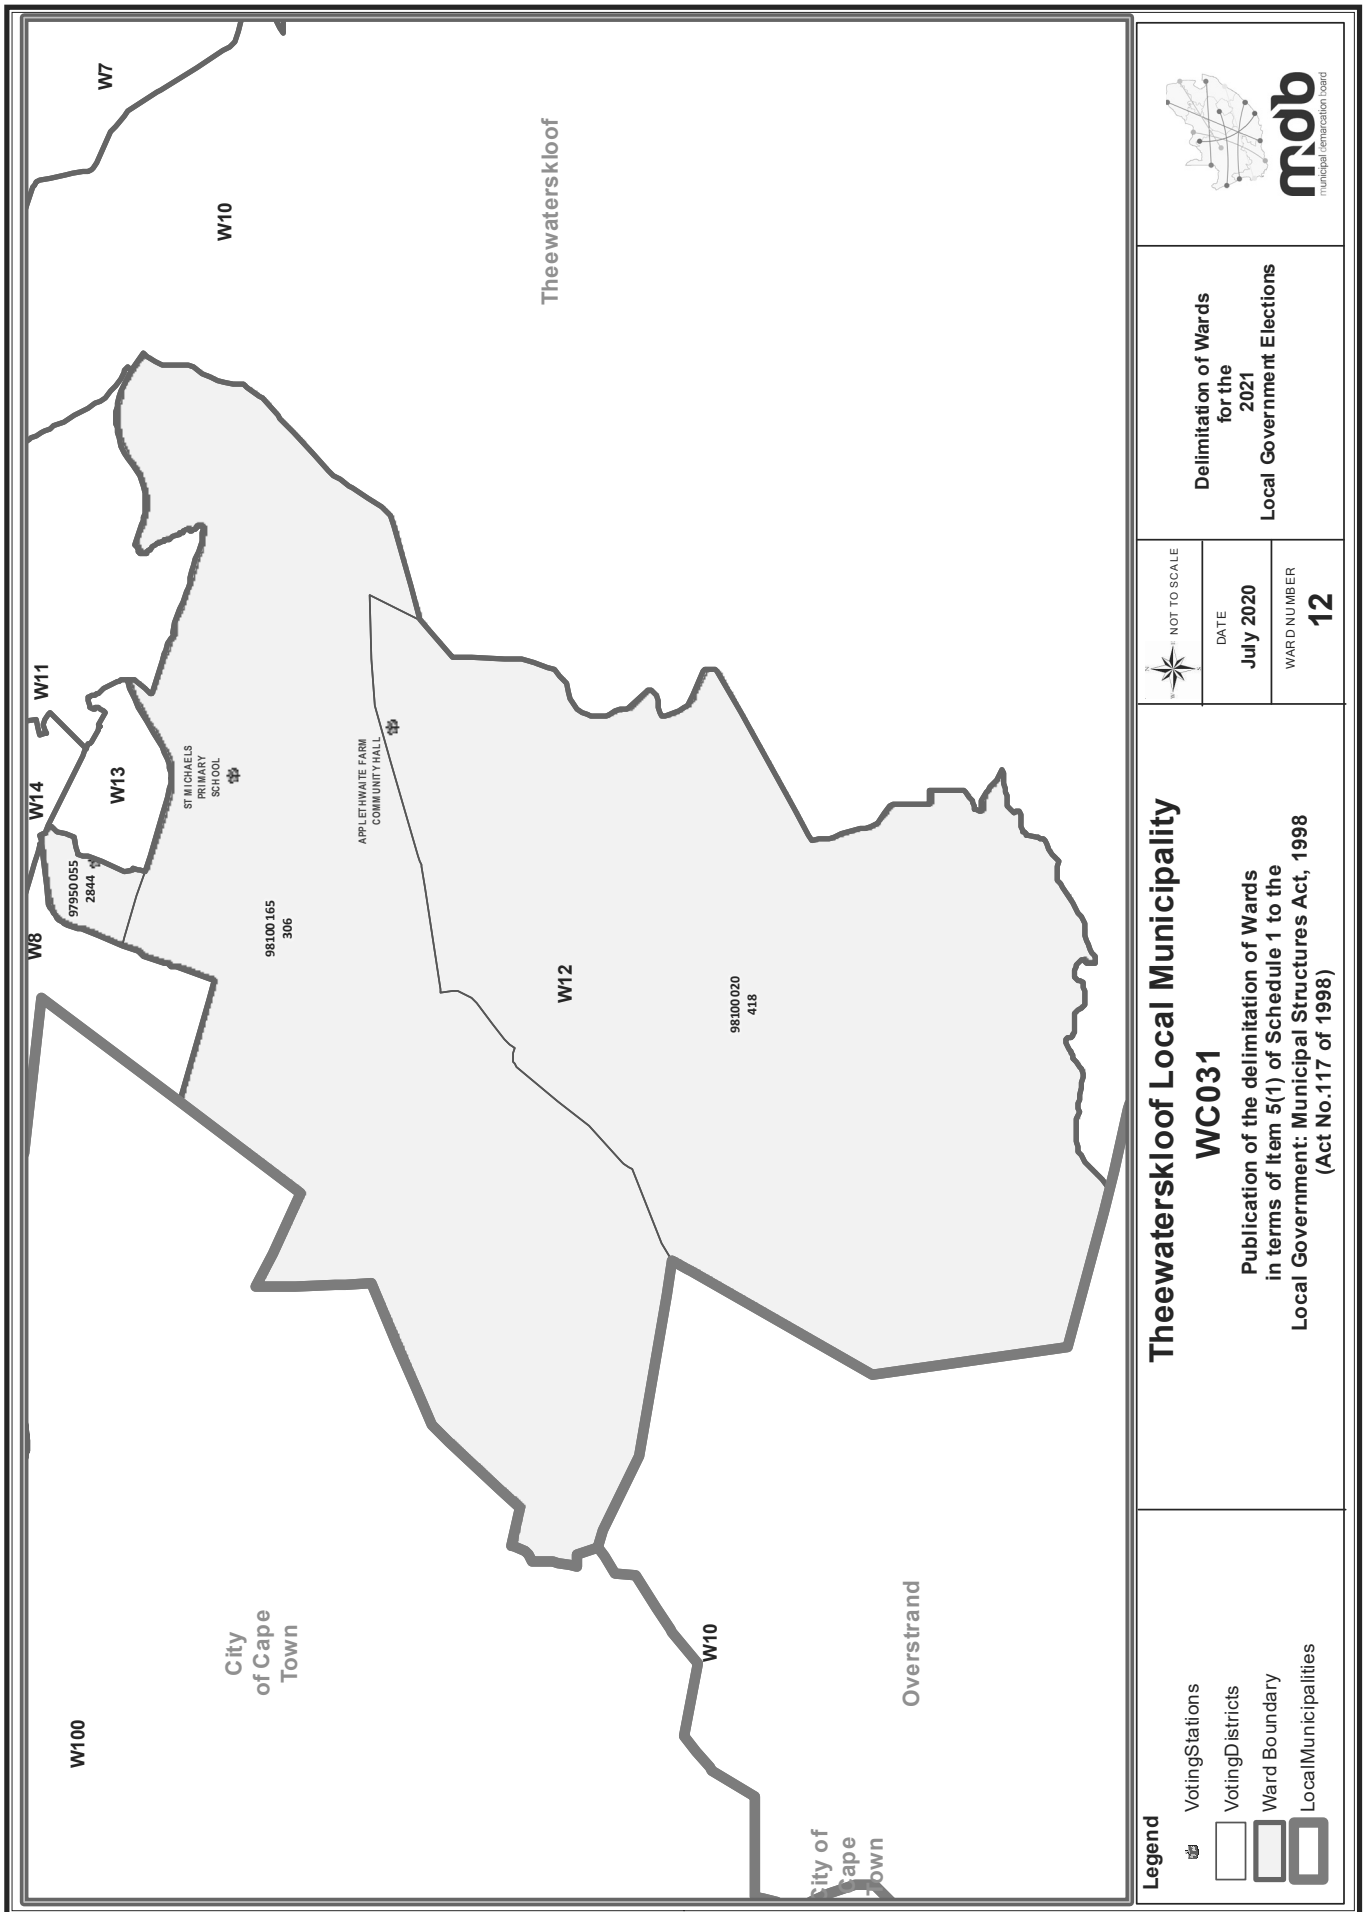 W7
W10
Theewaterskloof
W11
W14
W13
W8
97950055
2844
ST MICHAELS
PRIMARY
SCHOOL
APPLETHWAITE FARM
COMMUNITY HALL
98100165
306
W12
98100020
418
City
of Cape
Town
W100
W10
Overstrand
City of
Cape
Town
Legend
VotingStations
VotingDistricts
Ward Boundary
LocalMunicipalities
Theewaterskloof Local Municipality
WC031
Publication of the delimitation of Wards
in terms of Item 5(1) of Schedule 1 to the
Local Government: Municipal Structures Act, 1998
(Act No.117 of 1998)
N
W
S
NOT TO SCALE
DATE
July 2020
WARD NUMBER
12
Delimitation of Wards
for the
2021
Local Government Elections
mdb
municipal demarcation board